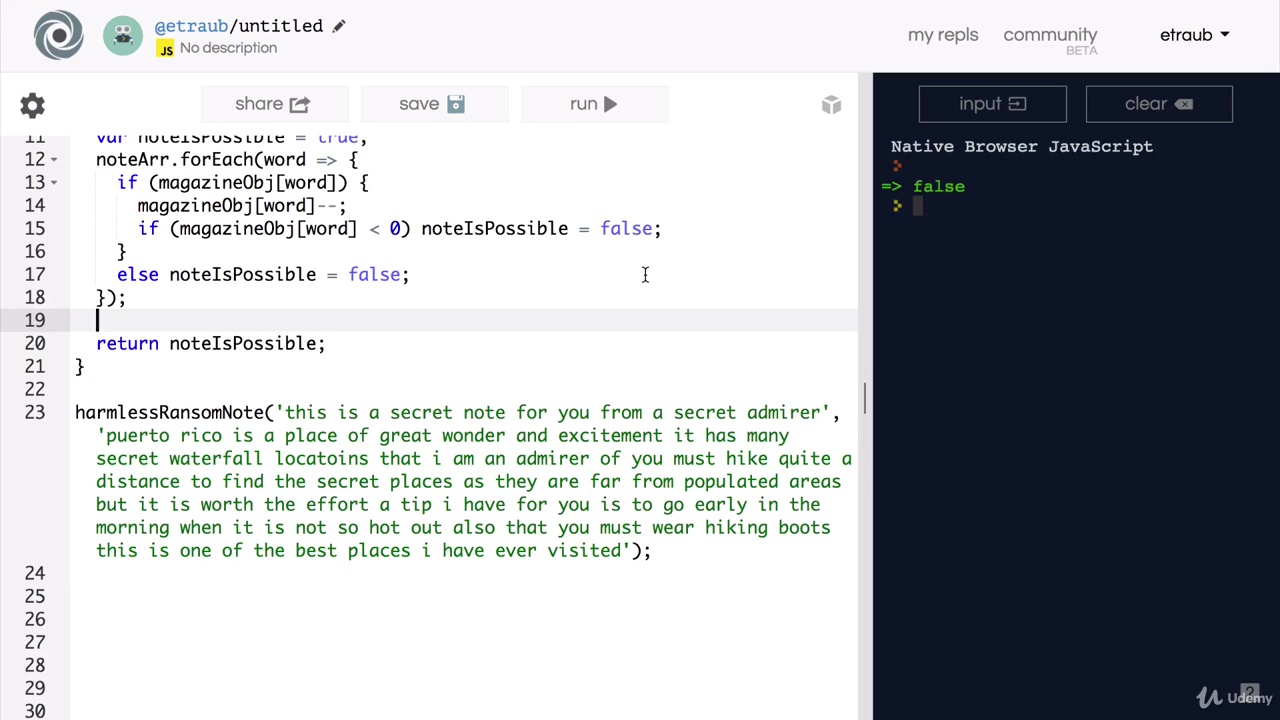 @etraub/untitled
JS No description
my repls
community
BETA
etraub
share
save
run
input
clear
11 var noteIsPossible = true;
12 noteArr.forEach(word => {
13 if (magazineObj[word]) {
14 magazineObj[word]--;
15 if (magazineObj[word] < 0) noteIsPossible = false;
16 }
17 else noteIsPossible = false;
18 });
19
20 return noteIsPossible;
21 }
22
23 harmlessRansomNote('this is a secret note for you from a secret admirer',
'puerto rico is a place of great wonder and excitement it has many
secret waterfall locatoins that i am an admirer of you must hike quite a
distance to find the secret places as they are far from populated areas
but it is worth the effort a tip i have for you is to go early in the
morning when it is not so hot out also that you must wear hiking boots
this is one of the best places i have ever visited');
24
25
26
27
28
29
30
Native Browser JavaScript
=> false
Udemy